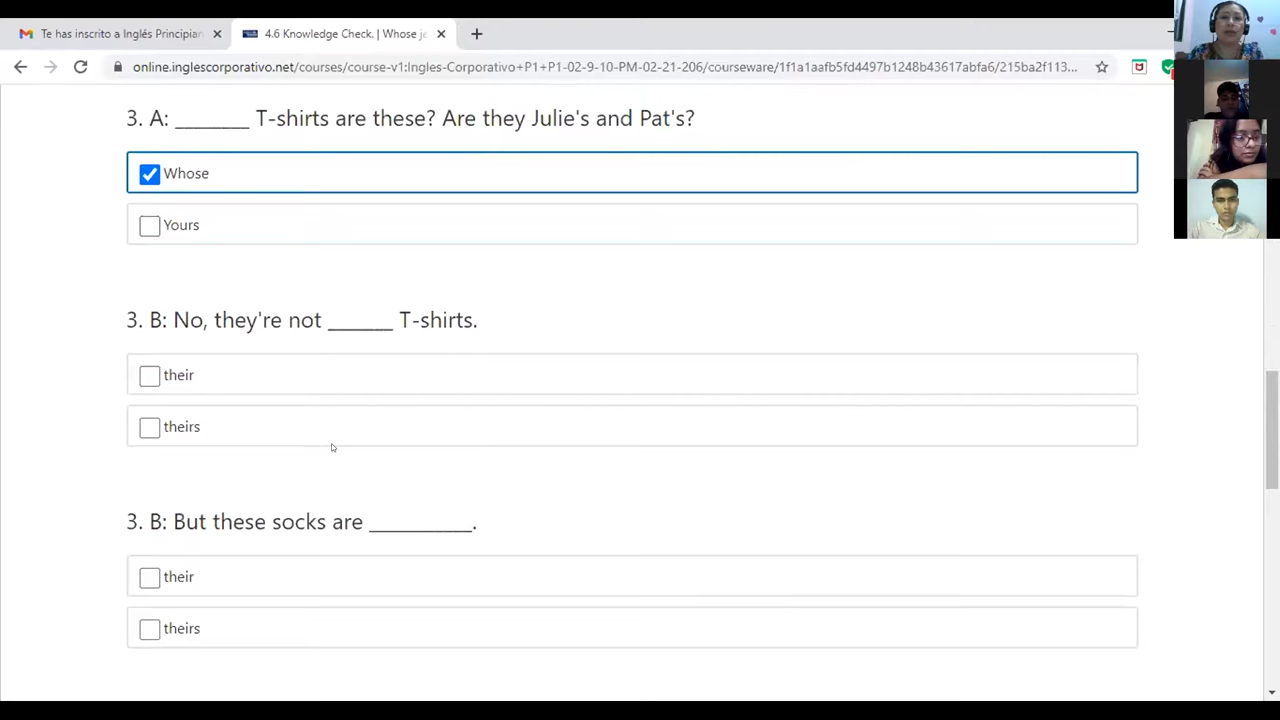 Te has inscrito a Inglés Principian
4.6 Knowledge Check. | Whose je
online.inglescorporativo.net/courses/course-v1:Ingles-Corporativo+P1+P1-02-9-10-PM-02-21-206/courseware/1f1a1aafb5fd4497b1248b43617abfa6/215ba2f113...
3. A: ________ T-shirts are these? Are they Julie's and Pat's?
Whose
Yours
3. B: No, they're not _______ T-shirts.
their
theirs
3. B: But these socks are ___________.
their
theirs